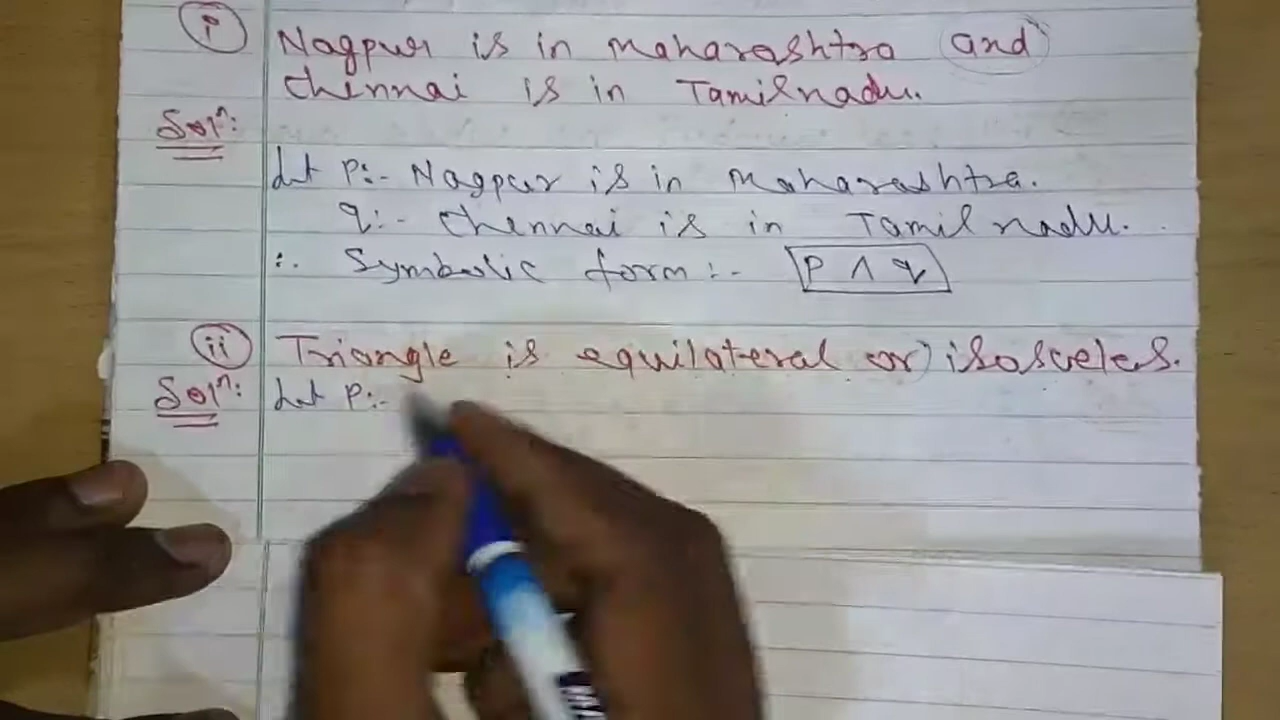 i Nagpur is in Maharashtra and
Chennai is in Tamilnadu.
Solⁿ:
Let p:- Nagpur is in Maharashtra.
q:- Chennai is in Tamil nadu.
∴ Symbolic form :- p ∧ q
ii Triangle is equilateral or isosceles.
Solⁿ: Let p:-